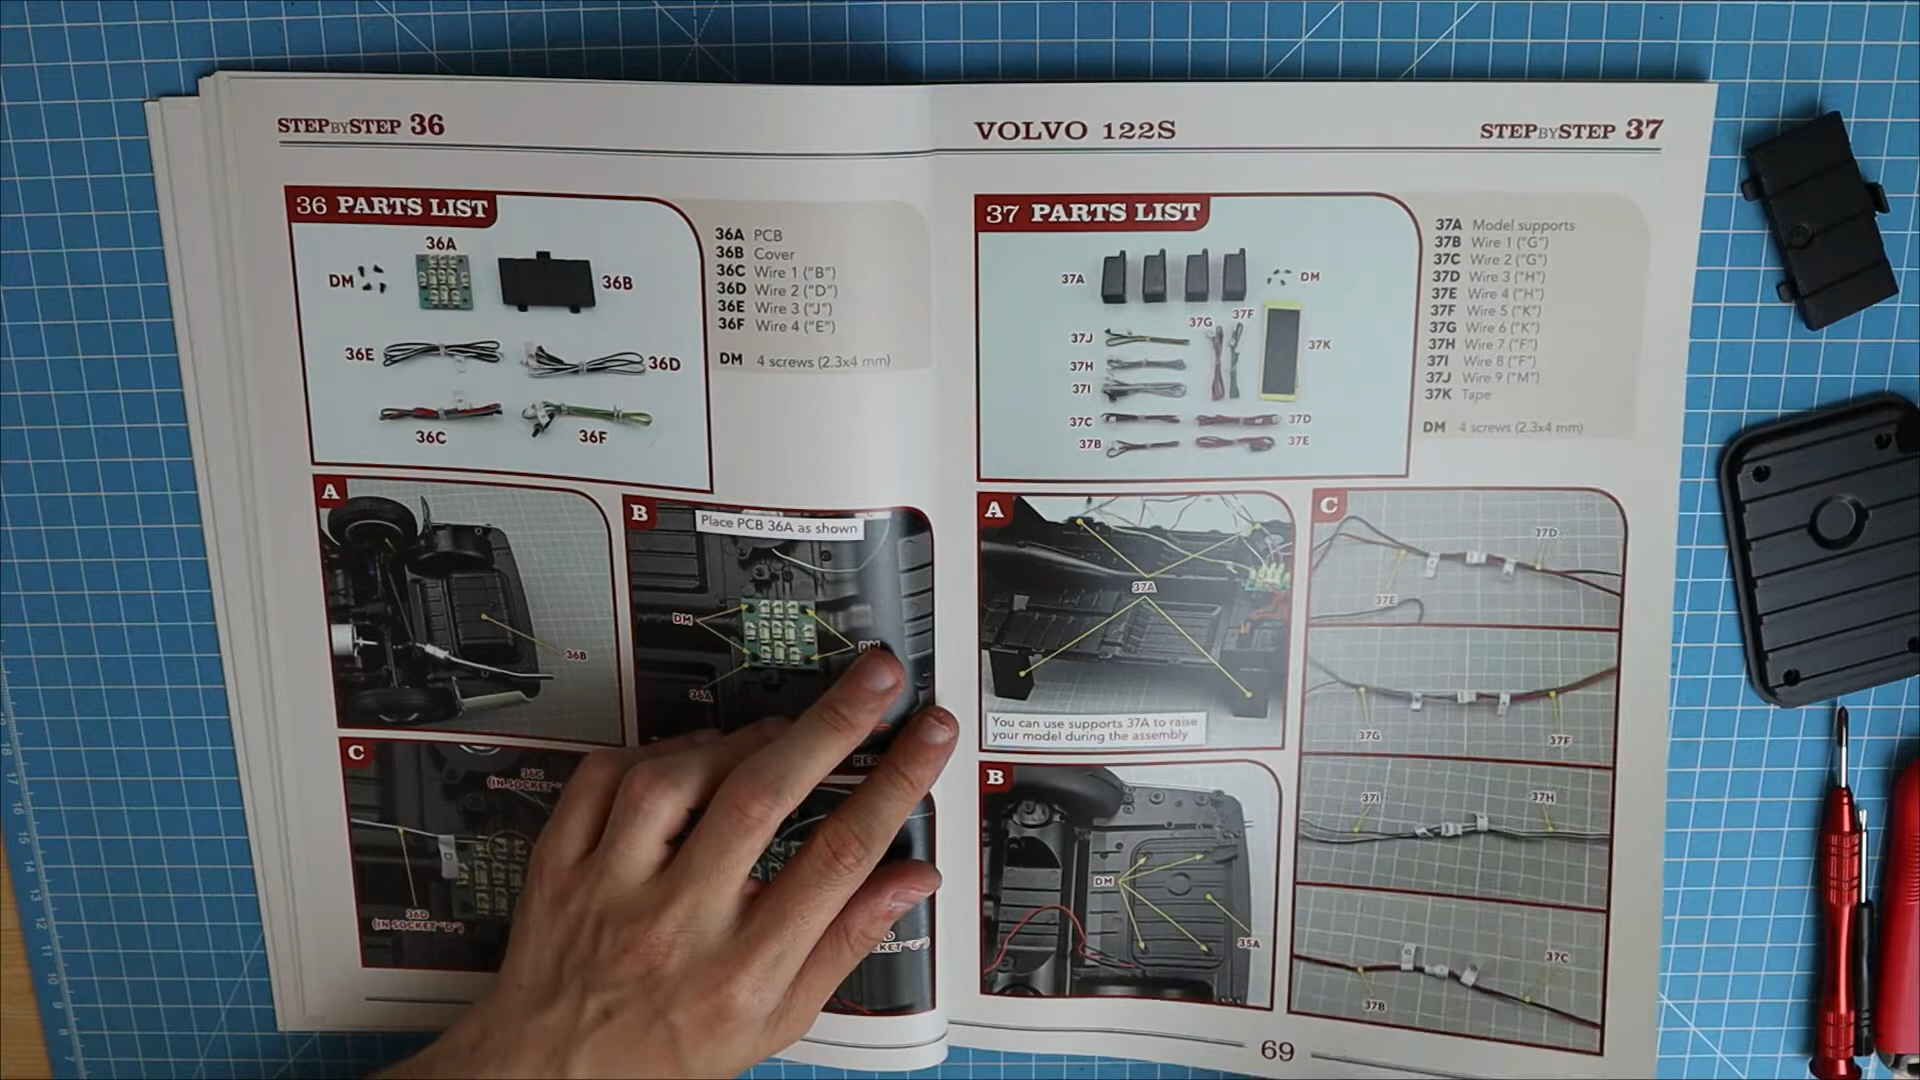 STEPBYSTEP 36
VOLVO 122S
STEPBYSTEP 37
36 PARTS LIST
36A
DM
36B
36E
36D
36C
36F
36A PCB
36B Cover
36C Wire 1 ("B")
36D Wire 2 ("D")
36E Wire 3 ("J")
36F Wire 4 ("E")
DM 4 screws (2.3x4 mm)
A
36B
B
Place PCB 36A as shown
DM
DM
36A
C
36C
(IN SOCKET
36D
(IN SOCKET "D")
37 PARTS LIST
37A
DM
37J
37G
37F
37K
37H
37I
37C
37D
37B
37E
37A Model supports
37B Wire 1 ("G")
37C Wire 2 ("G")
37D Wire 3 ("H")
37E Wire 4 ("H")
37F Wire 5 ("K")
37G Wire 6 ("K")
37H Wire 7 ("F")
37I Wire 8 ("F")
37J Wire 9 ("M")
37K Tape
DM 4 screws (2.3x4 mm)
A
37A
You can use supports 37A to raise
your model during the assembly
B
DM
35A
C
37D
37E
37G
37F
37I
37H
37C
37B
69